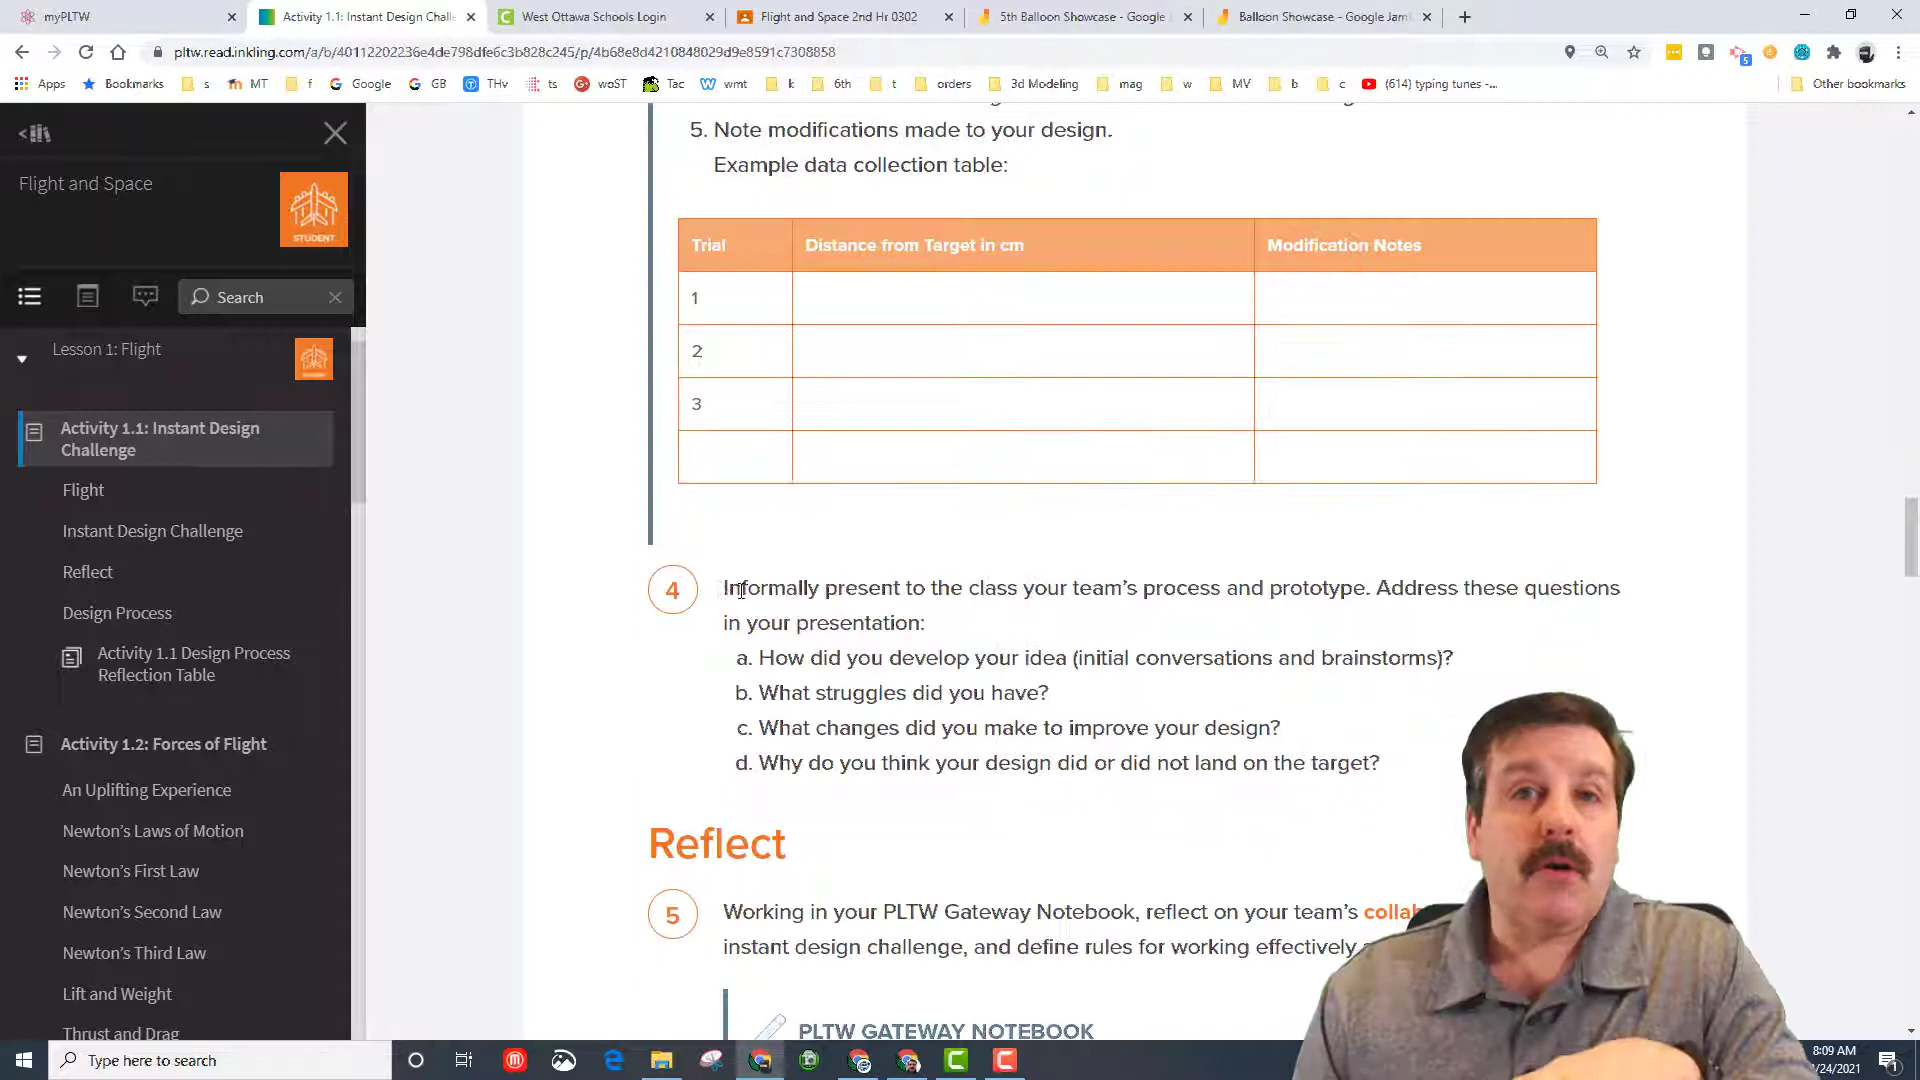 myPLTW
Activity 1.1: Instant Design Chall
West Ottawa Schools Login
Flight and Space 2nd Hr 0302
5th Balloon Showcase - Google J
Balloon Showcase - Google Jam
pltw.read.inkling.com/a/b/40112202236e4de798dfe6c3b828c245/p/4b68e8d4210848029d9e8591c7308858
5
Apps
Bookmarks
s
MT
f
Google
GB
THv
ts
woST
Tac
wmt
k
6th
t
orders
3d Modeling
mag
w
MV
b
c
(614) typing tunes -...
Other bookmarks
Flight and Space
STUDENT
Search
Lesson 1: Flight
Activity 1.1: Instant Design
Challenge
Flight
Instant Design Challenge
Reflect
Design Process
Activity 1.1 Design Process
Reflection Table
Activity 1.2: Forces of Flight
An Uplifting Experience
Newton's Laws of Motion
Newton's First Law
Newton's Second Law
Newton's Third Law
Lift and Weight
Thrust and Drag
5. Note modifications made to your design.
Example data collection table:
Trial Distance from Target in cm Modification Notes
1
2
3
4
Informally present to the class your team's process and prototype. Address these questions
in your presentation:
a. How did you develop your idea (initial conversations and brainstorms)?
b. What struggles did you have?
c. What changes did you make to improve your design?
d. Why do you think your design did or did not land on the target?
Reflect
5
Working in your PLTW Gateway Notebook, reflect on your team's collab
instant design challenge, and define rules for working effectively
PLTW GATEWAY NOTEBOOK
Type here to search
8:09 AM
/24/2021
1